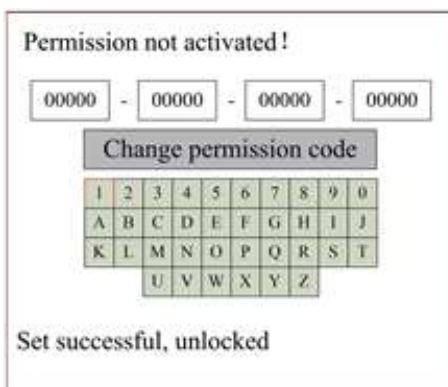 Permission not activated!
00000 - 00000 - 00000 - 00000
Change permission code
1 2 3 4 5 6 7 8 9 0
A B C D E F G H I J
K L M N O P Q R S T
U V W X Y Z
Set successful, unlocked